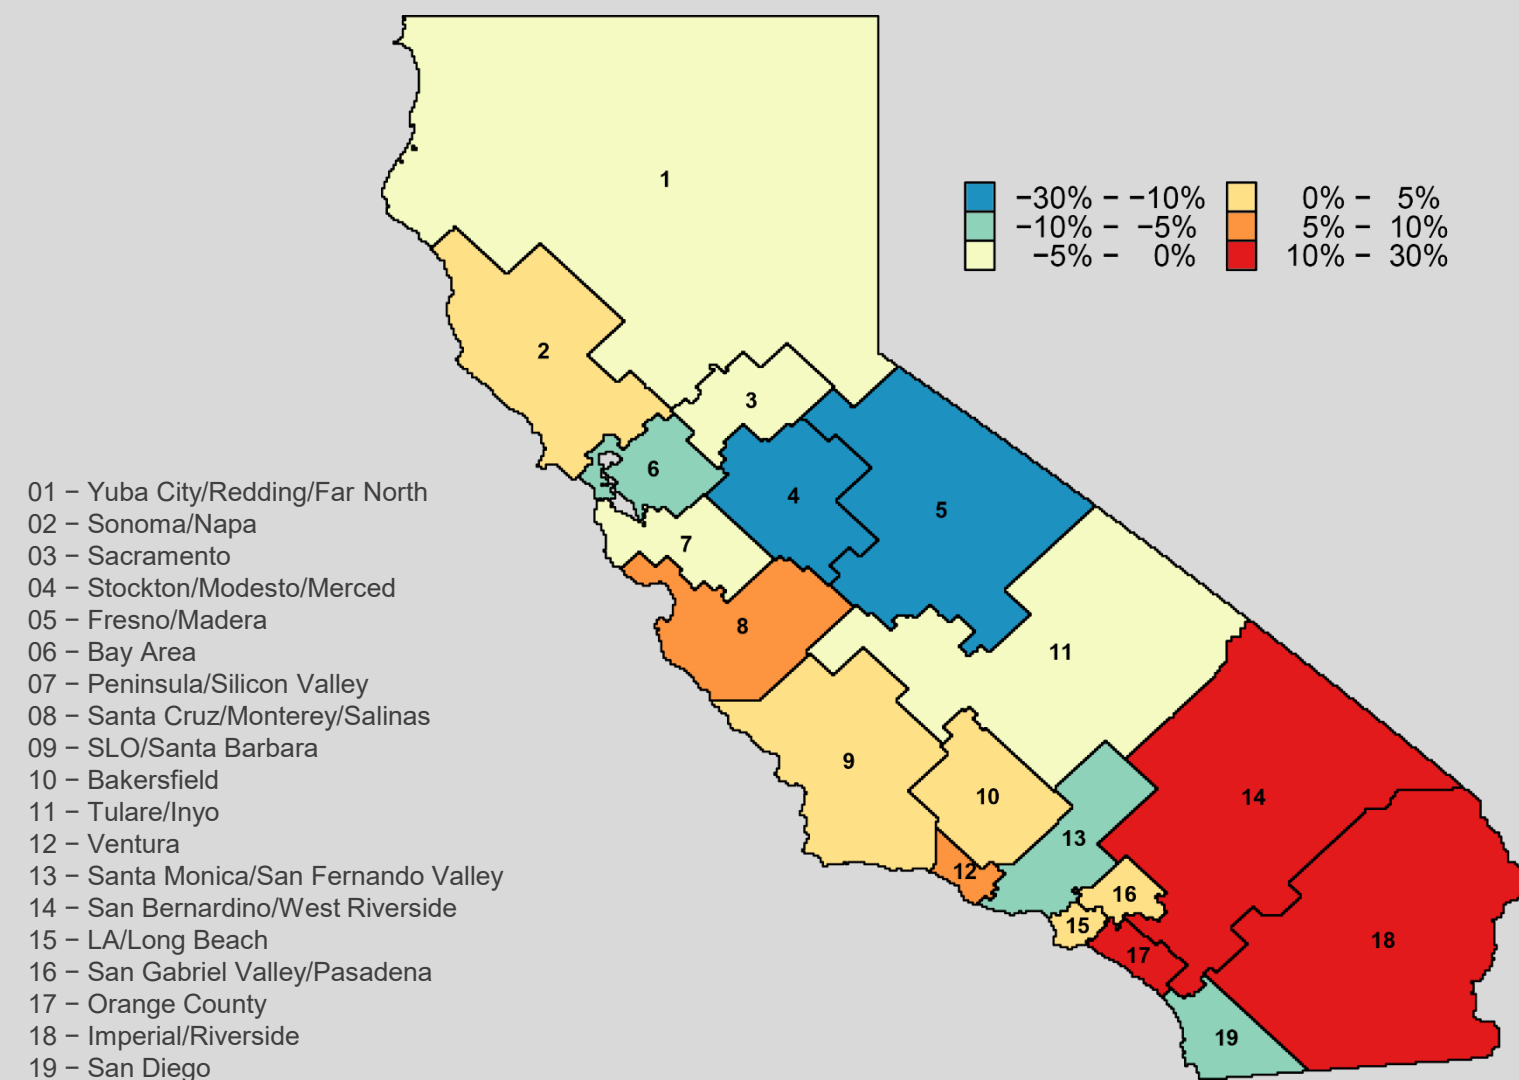 1
−30% − −10% 0% − 5%
−10% − −5% 5% − 10%
−5% − 0% 10% − 30%
2
3
6
4
5
7
8
11
9
10
14
13
12
16
15
18
17
19
01 − Yuba City/Redding/Far North
02 − Sonoma/Napa
03 − Sacramento
04 − Stockton/Modesto/Merced
05 − Fresno/Madera
06 − Bay Area
07 − Peninsula/Silicon Valley
08 − Santa Cruz/Monterey/Salinas
09 − SLO/Santa Barbara
10 − Bakersfield
11 − Tulare/Inyo
12 − Ventura
13 − Santa Monica/San Fernando Valley
14 − San Bernardino/West Riverside
15 − LA/Long Beach
16 − San Gabriel Valley/Pasadena
17 − Orange County
18 − Imperial/Riverside
19 − San Diego